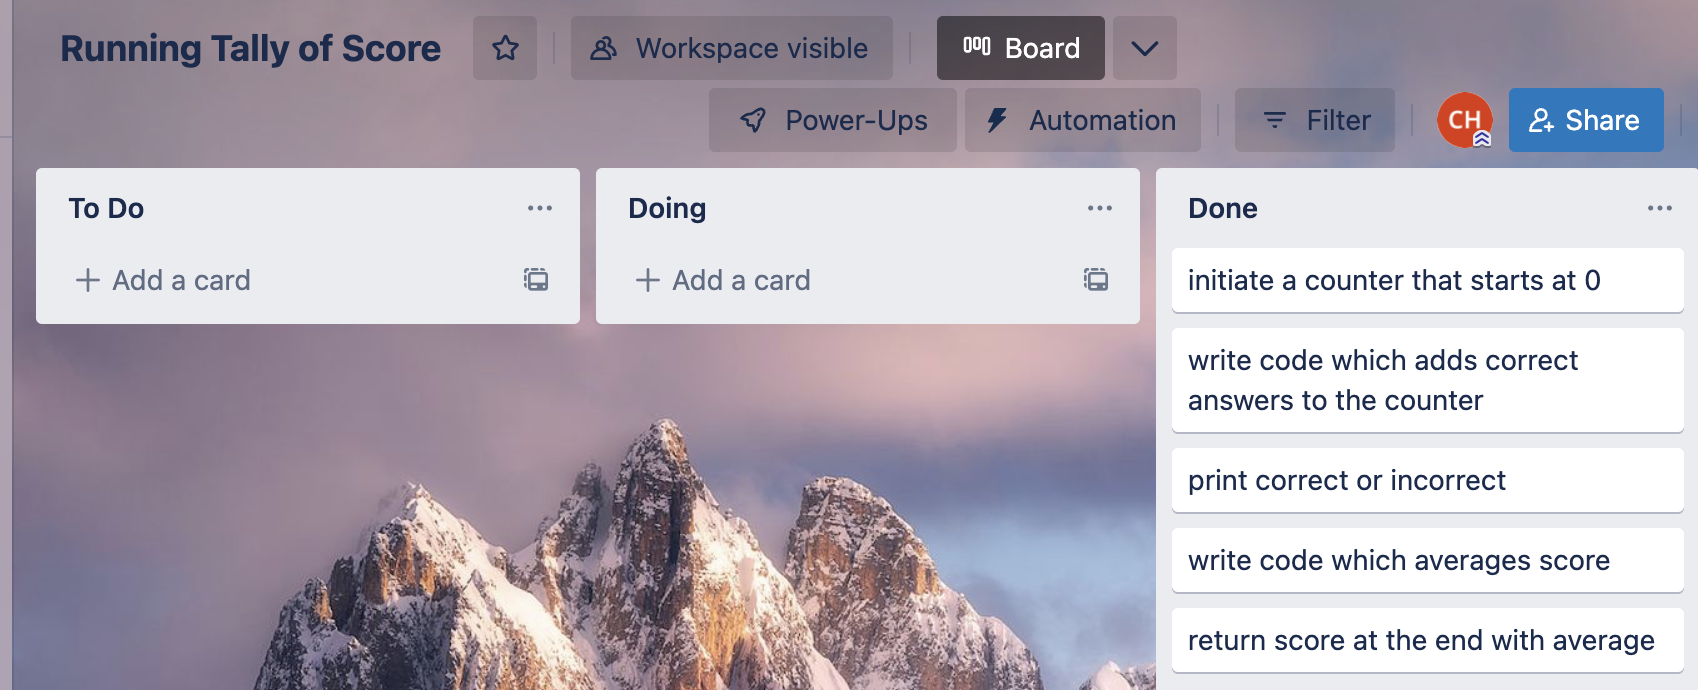 Running Tally of Score
Workspace visible
Board
Power-Ups
Automation
Filter
CH
Share
To Do
Add a card
Doing
Add a card
Done
initiate a counter that starts at 0
write code which adds correct
answers to the counter
print correct or incorrect
write code which averages score
return score at the end with average